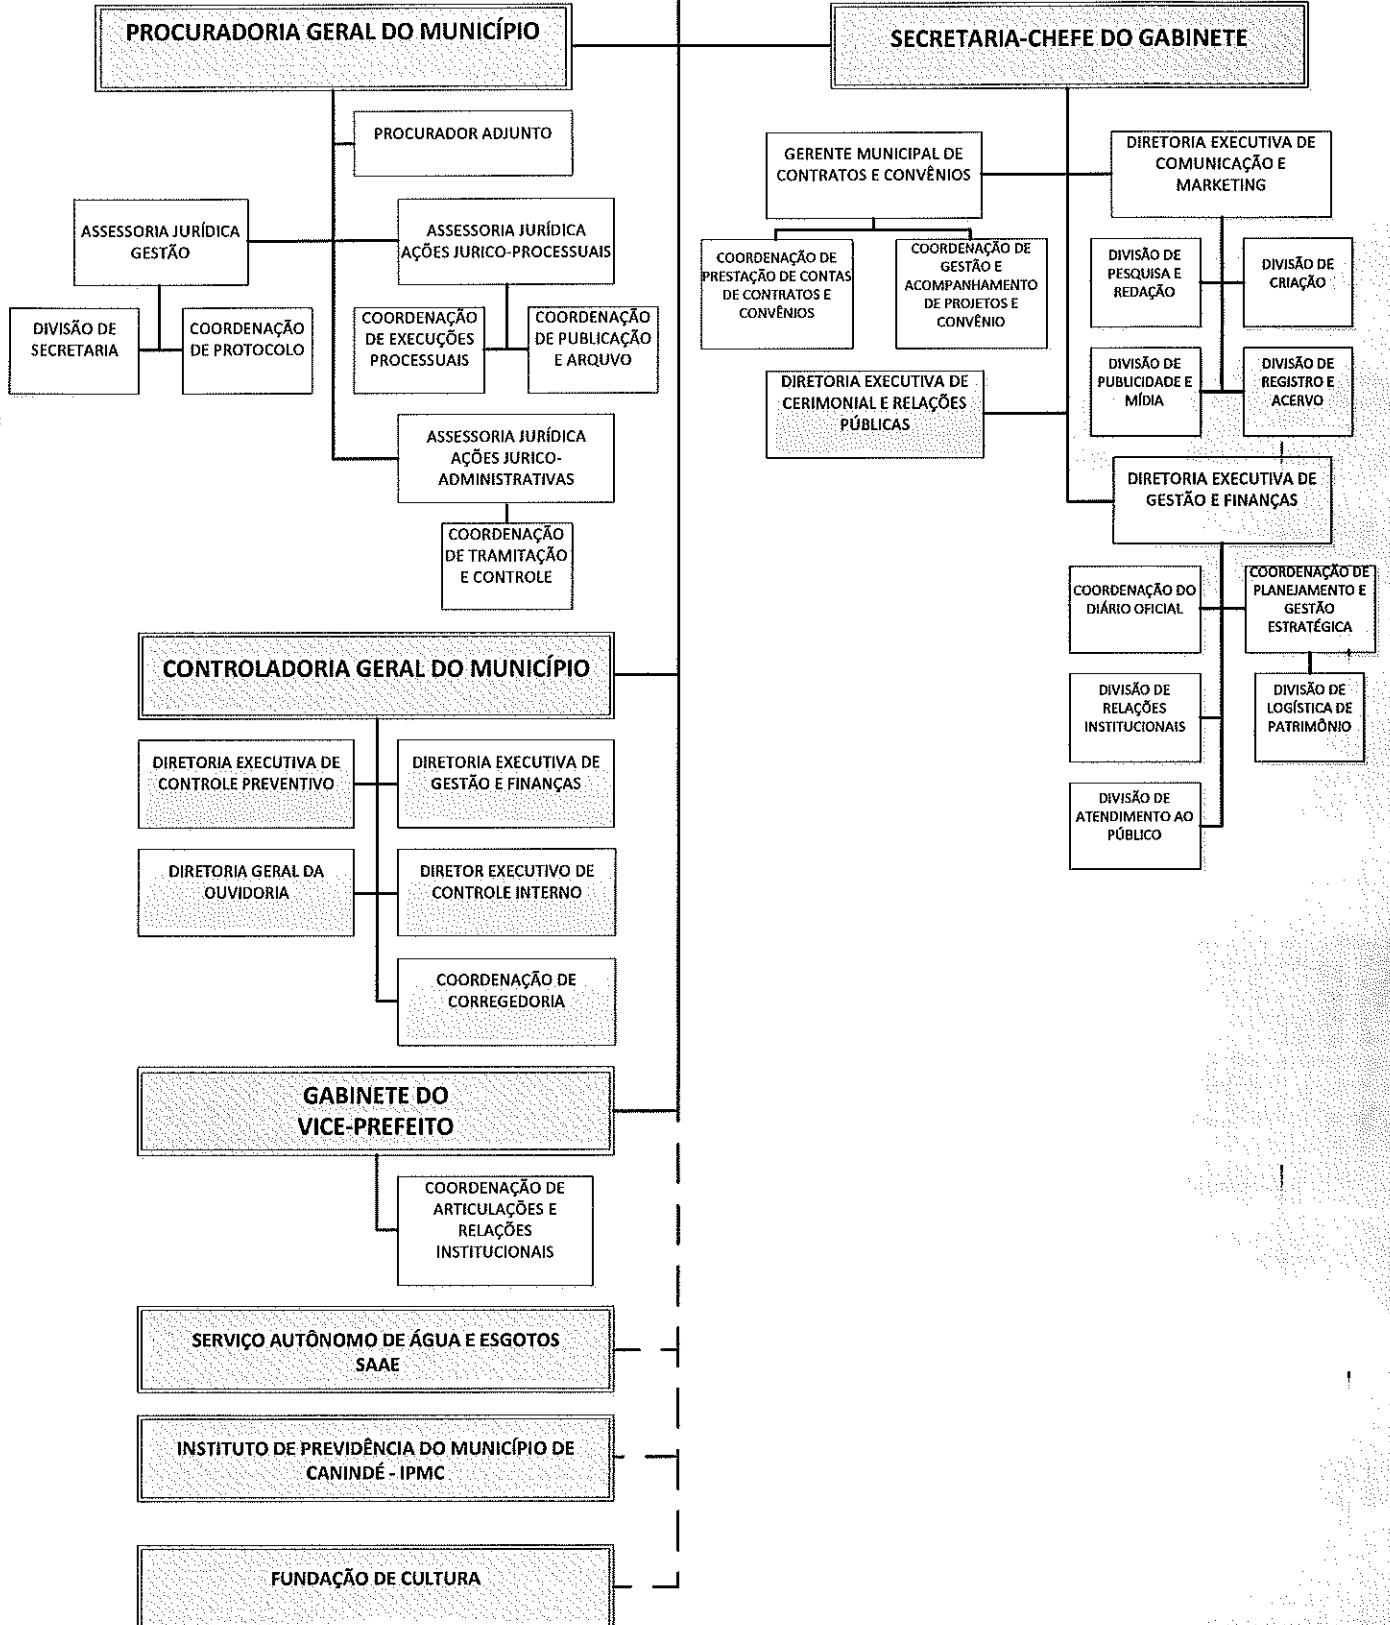 PROCURADORIA GERAL DO MUNICÍPIO
SECRETARIA-CHEFE DO GABINETE
PROCURADOR ADJUNTO
ASSESSORIA JURÍDICA
GESTÃO
ASSESSORIA JURÍDICA
AÇÕES JURICO-PROCESSUAIS
DIVISÃO DE
SECRETARIA
COORDENAÇÃO
DE PROTOCOLO
COORDENAÇÃO
DE EXECUÇÕES
PROCESSUAIS
COORDENAÇÃO
DE PUBLICAÇÃO
E ARQUVO
ASSESSORIA JURÍDICA
AÇÕES JURICO-
ADMINISTRATIVAS
COORDENAÇÃO
DE TRAMITAÇÃO
E CONTROLE
GERENTE MUNICIPAL DE
CONTRATOS E CONVÊNIOS
DIRETORIA EXECUTIVA DE
COMUNICAÇÃO E
MARKETING
COORDENAÇÃO DE
PRESTAÇÃO DE CONTAS
DE CONTRATOS E
CONVÊNIOS
COORDENAÇÃO DE
GESTÃO E
ACOMPANHAMENTO
DE PROJETOS E
CONVÊNIO
DIVISÃO DE
PESQUISA E
REDAÇÃO
DIVISÃO DE
CRIAÇÃO
DIVISÃO DE
PUBLICIDADE E
MÍDIA
DIVISÃO DE
REGISTRO E
ACERVO
DIRETORIA EXECUTIVA DE
CERIMONIAL E RELAÇÕES
PÚBLICAS
DIRETORIA EXECUTIVA DE
GESTÃO E FINANÇAS
COORDENAÇÃO DO
DIÁRIO OFICIAL
COORDENAÇÃO DE
PLANEJAMENTO E
GESTÃO
ESTRATÉGICA
DIVISÃO DE
RELAÇÕES
INSTITUCIONAIS
DIVISÃO DE
LOGÍSTICA DE
PATRIMÔNIO
DIVISÃO DE
ATENDIMENTO AO
PÚBLICO
CONTROLADORIA GERAL DO MUNICÍPIO
DIRETORIA EXECUTIVA DE
CONTROLE PREVENTIVO
DIRETORIA EXECUTIVA DE
GESTÃO E FINANÇAS
DIRETORIA GERAL DA
OUVIDORIA
DIRETOR EXECUTIVO DE
CONTROLE INTERNO
COORDENAÇÃO DE
CORREGEDORIA
GABINETE DO
VICE-PREFEITO
COORDENAÇÃO DE
ARTICULAÇÕES E
RELAÇÕES
INSTITUCIONAIS
SERVIÇO AUTÔNOMO DE ÁGUA E ESGOTOS
SAAE
INSTITUTO DE PREVIDÊNCIA DO MUNICÍPIO DE
CANINDÉ - IPMC
FUNDAÇÃO DE CULTURA